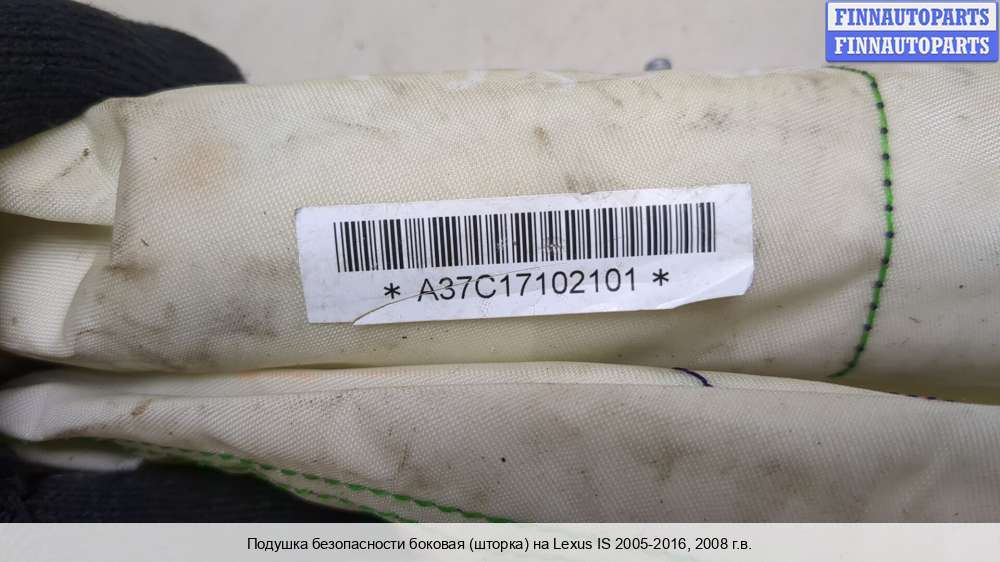 FINNAUTOPARTS
FINNAUTOPARTS
* A37C17102101 *
Подушка безопасности боковая (шторка) на Lexus IS 2005-2016, 2008 г.в.